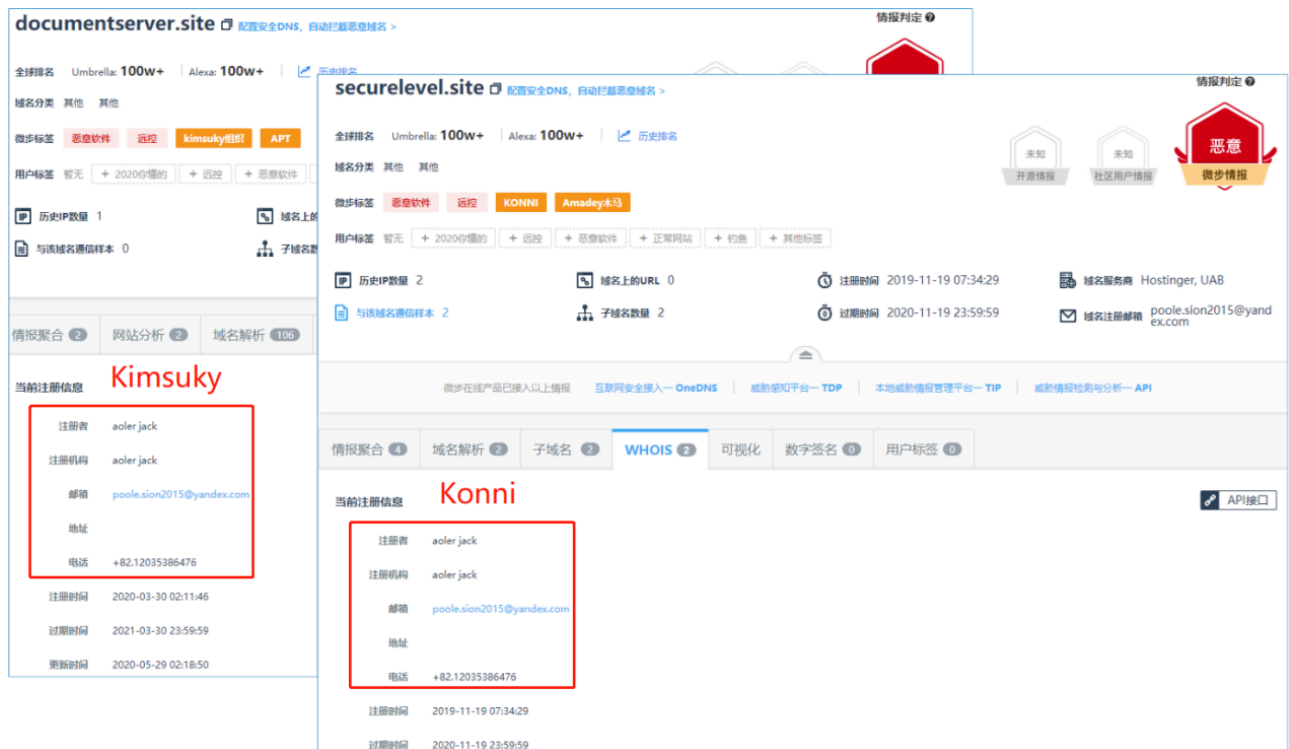 documentserver.site 配置安全DNS，自动拦截恶意域名 >
情报判定
全球排名 Umbrella: 100w+ Alexa: 100w+ 历史排名
域名分类 其他 其他
微步标签 恶意软件 远控 kimsuky组织 APT
用户标签 暂无 + 2020你懂的 + 远控 + 恶意软件
历史IP数量 1
域名上的
与该域名通信样本 0
子域名数
情报聚合 2 网站分析 2 域名解析 106
当前注册信息 Kimsuky
注册者 aoler jack
注册机构 aoler jack
邮箱 poole.sion2015@yandex.com
地址
电话 +82.12035386476
注册时间 2020-03-30 02:11:46
过期时间 2021-03-30 23:59:59
更新时间 2020-05-29 02:18:50
securelevel.site 配置安全DNS，自动拦截恶意域名 >
情报判定
全球排名 Umbrella: 100w+ Alexa: 100w+ 历史排名
域名分类 其他 其他
未知 开源情报
未知 社区用户情报
恶意 微步情报
微步标签 恶意软件 远控 KONNI Amadey木马
用户标签 暂无 + 2020你懂的 + 远控 + 恶意软件 + 正常网站 + 钓鱼 + 其他标签
历史IP数量 2 域名上的URL 0 注册时间 2019-11-19 07:34:29 域名服务商 Hostinger, UAB
与该域名通信样本 2 子域名数量 2 过期时间 2020-11-19 23:59:59 域名注册邮箱 poole.sion2015@yand
ex.com
微步在线产品已接入以上情报 互联网安全接入— OneDNS 威胁感知平台— TDP 本地威胁情报管理平台— TIP 威胁情报检测与分析— API
情报聚合 4 域名解析 2 子域名 2 WHOIS 2 可视化 数字签名 0 用户标签 0
当前注册信息 Konni API接口
注册者 aoler jack
注册机构 aoler jack
邮箱 poole.sion2015@yandex.com
地址
电话 +82.12035386476
注册时间 2019-11-19 07:34:29
过期时间 2020-11-19 23:59:59